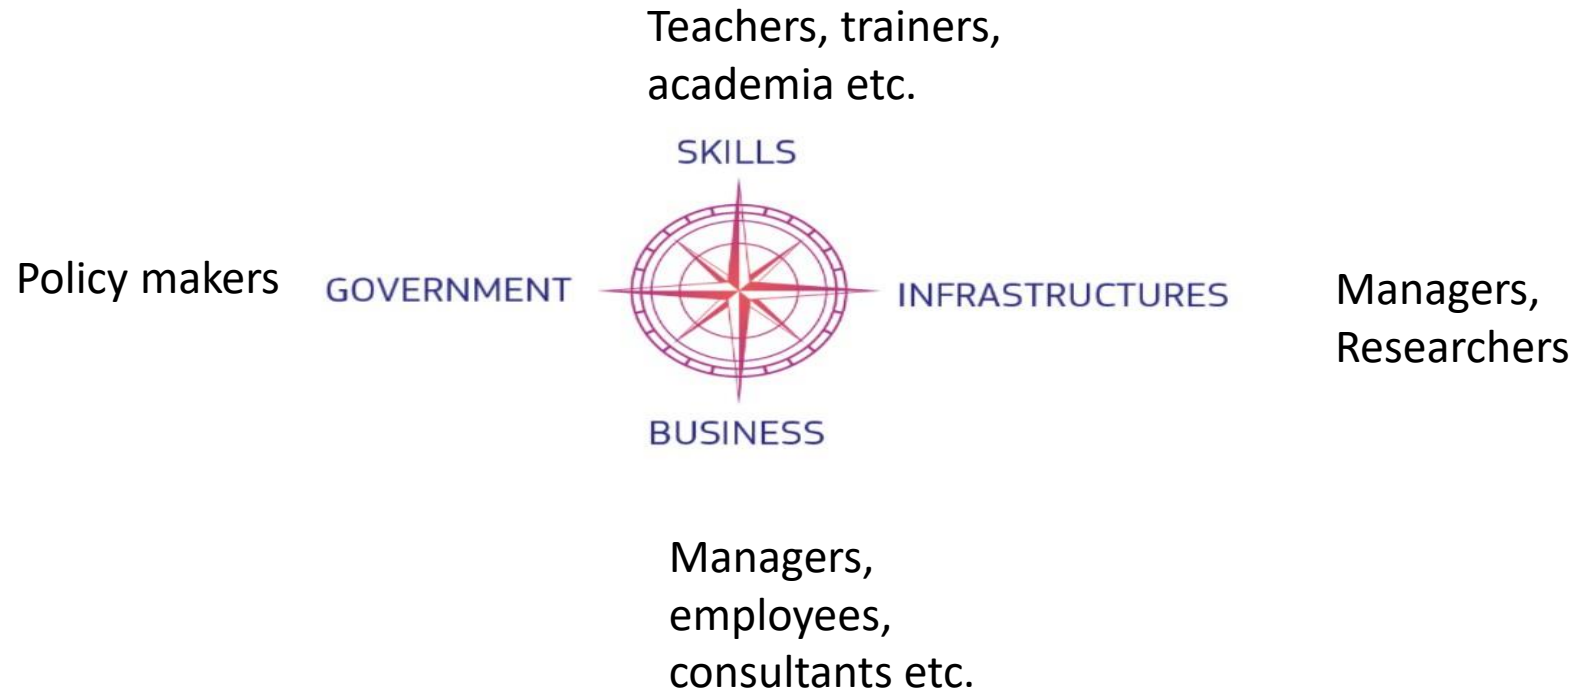 Teachers, trainers,
academia etc.
SKILLS
Policy makers
GOVERNMENT
INFRASTRUCTURES
Managers,
Researchers
BUSINESS
Managers,
employees,
consultants etc.